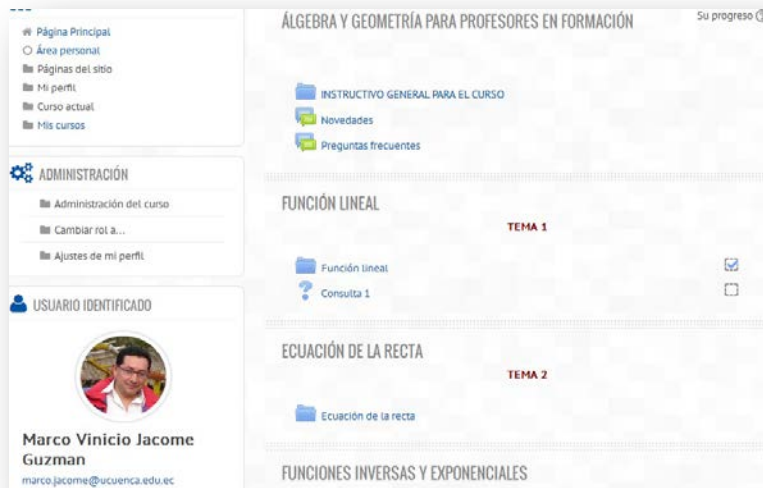 Página Principal
Área personal
Páginas del sitio
Mi perfil
Curso actual
Mis cursos
ADMINISTRACIÓN
Administración del curso
Cambiar rol a...
Ajustes de mi perfil
USUARIO IDENTIFICADO
Marco Vinicio Jacome
Guzman
marco.jacome@ucuenca.edu.ec
ÁLGEBRA Y GEOMETRÍA PARA PROFESORES EN FORMACIÓN
Su progreso
INSTRUCTIVO GENERAL PARA EL CURSO
Novedades
Preguntas frecuentes
FUNCIÓN LINEAL
TEMA 1
Función lineal
Consulta 1
ECUACIÓN DE LA RECTA
TEMA 2
Ecuación de la recta
FUNCIONES INVERSAS Y EXPONENCIALES